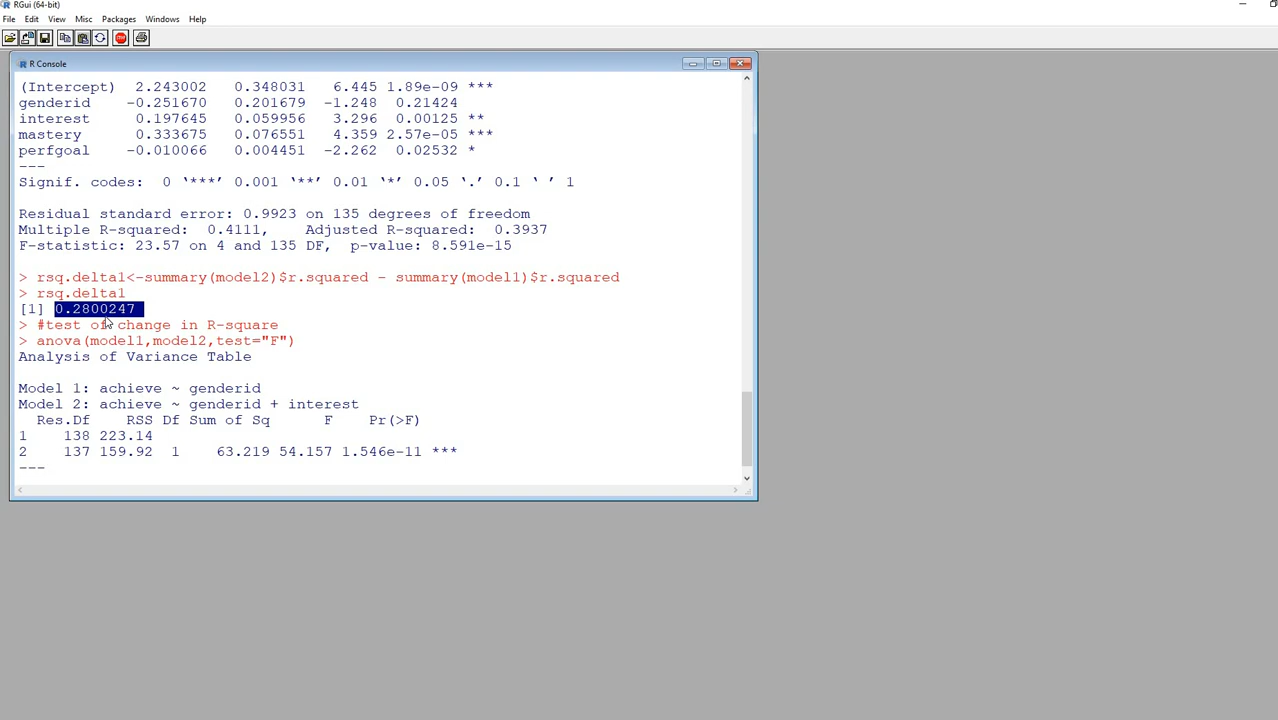 RGui (64-bit)
File Edit View Misc Packages Windows Help
R Console
(Intercept)  2.243002   0.348031   6.445 1.89e-09 ***
genderid    -0.251670   0.201679  -1.248  0.21424
interest     0.197645   0.059956   3.296  0.00125 **
mastery      0.333675   0.076551   4.359 2.57e-05 ***
perfgoal    -0.010066   0.004451  -2.262  0.02532 *
---
Signif. codes:  0 ‘***’ 0.001 ‘**’ 0.01 ‘*’ 0.05 ‘.’ 0.1 ‘ ’ 1
Residual standard error: 0.9923 on 135 degrees of freedom
Multiple R-squared:  0.4111,    Adjusted R-squared:  0.3937
F-statistic: 23.57 on 4 and 135 DF,  p-value: 8.591e-15
> rsq.delta1<-summary(model2)$r.squared - summary(model1)$r.squared
> rsq.delta1
[1] 0.2800247
> #test of change in R-square
> anova(model1,model2,test="F")
Analysis of Variance Table
Model 1: achieve ~ genderid
Model 2: achieve ~ genderid + interest
  Res.Df    RSS Df Sum of Sq      F    Pr(>F)
1    138 223.14
2    137 159.92  1    63.219 54.157 1.546e-11 ***
---